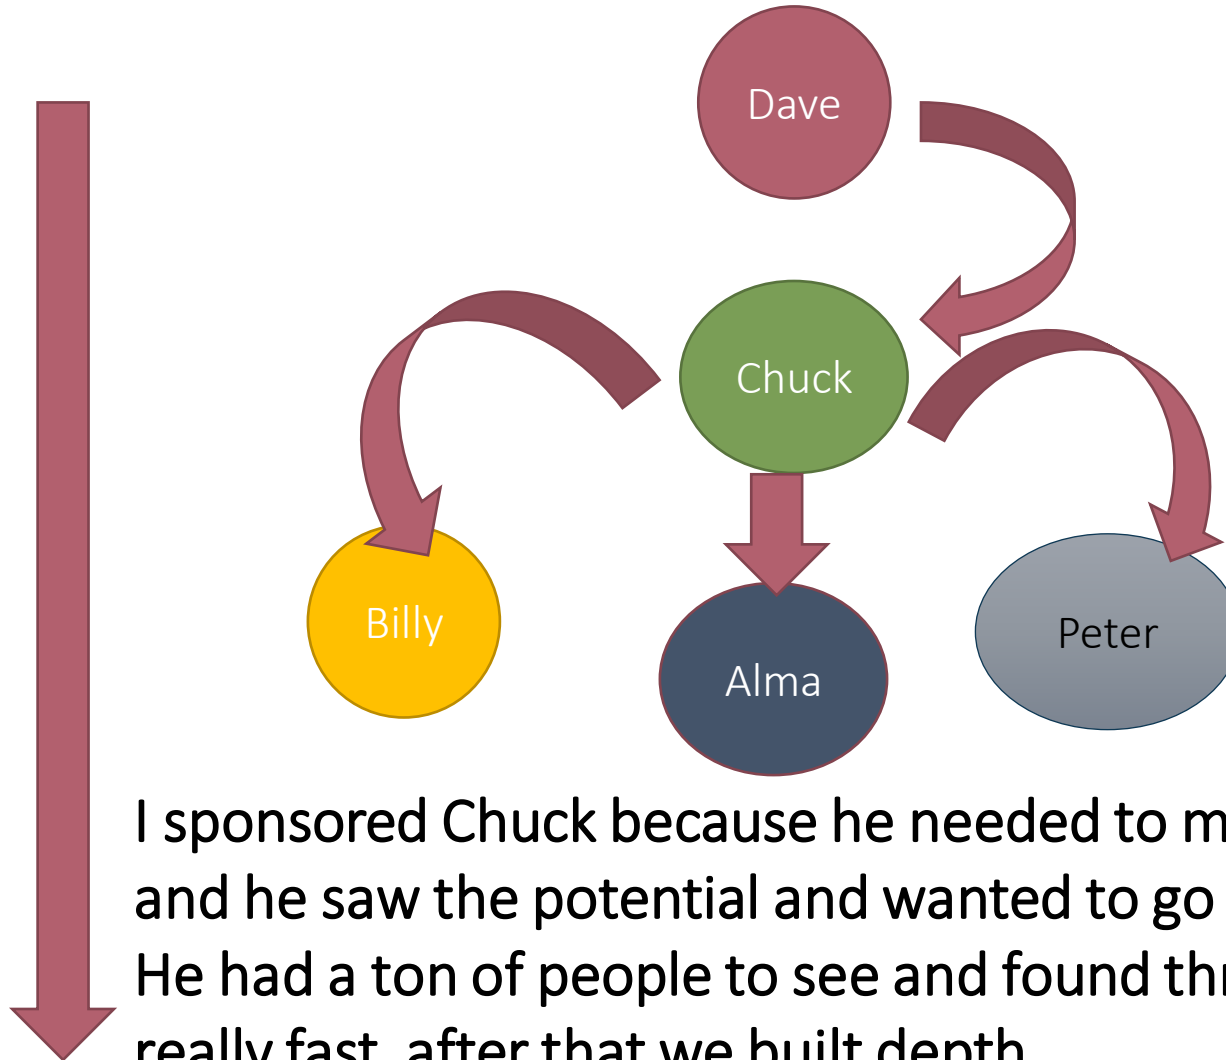 Dave
Chuck
Billy
Alma
Peter
I sponsored Chuck because he needed to
and he saw the potential and wanted to go
He had a ton of people to see and found
really fast, after that we built depth